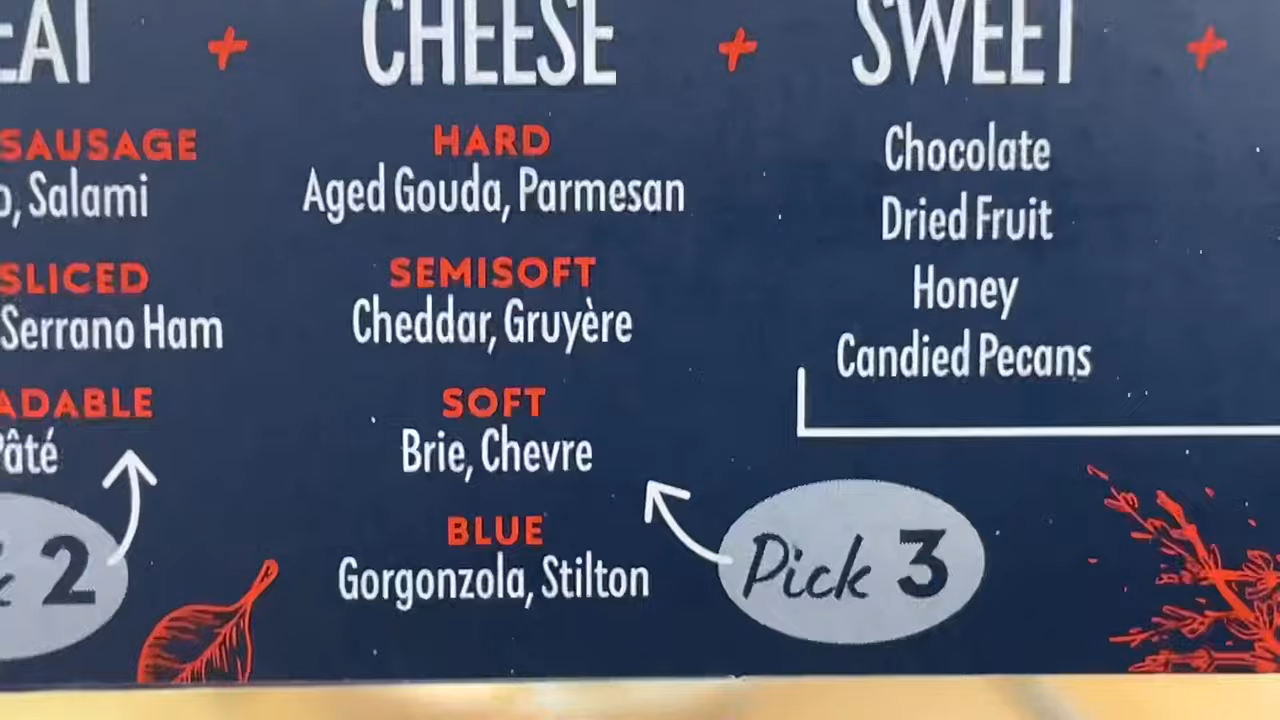 EAT + CHEESE + SWEET +
SAUSAGE
o, Salami
SLICED
Serrano Ham
ADABLE
Pâté
k 2
HARD
Aged Gouda, Parmesan
SEMISOFT
Cheddar, Gruyère
SOFT
Brie, Chevre
BLUE
Gorgonzola, Stilton
Pick 3
Chocolate
Dried Fruit
Honey
Candied Pecans